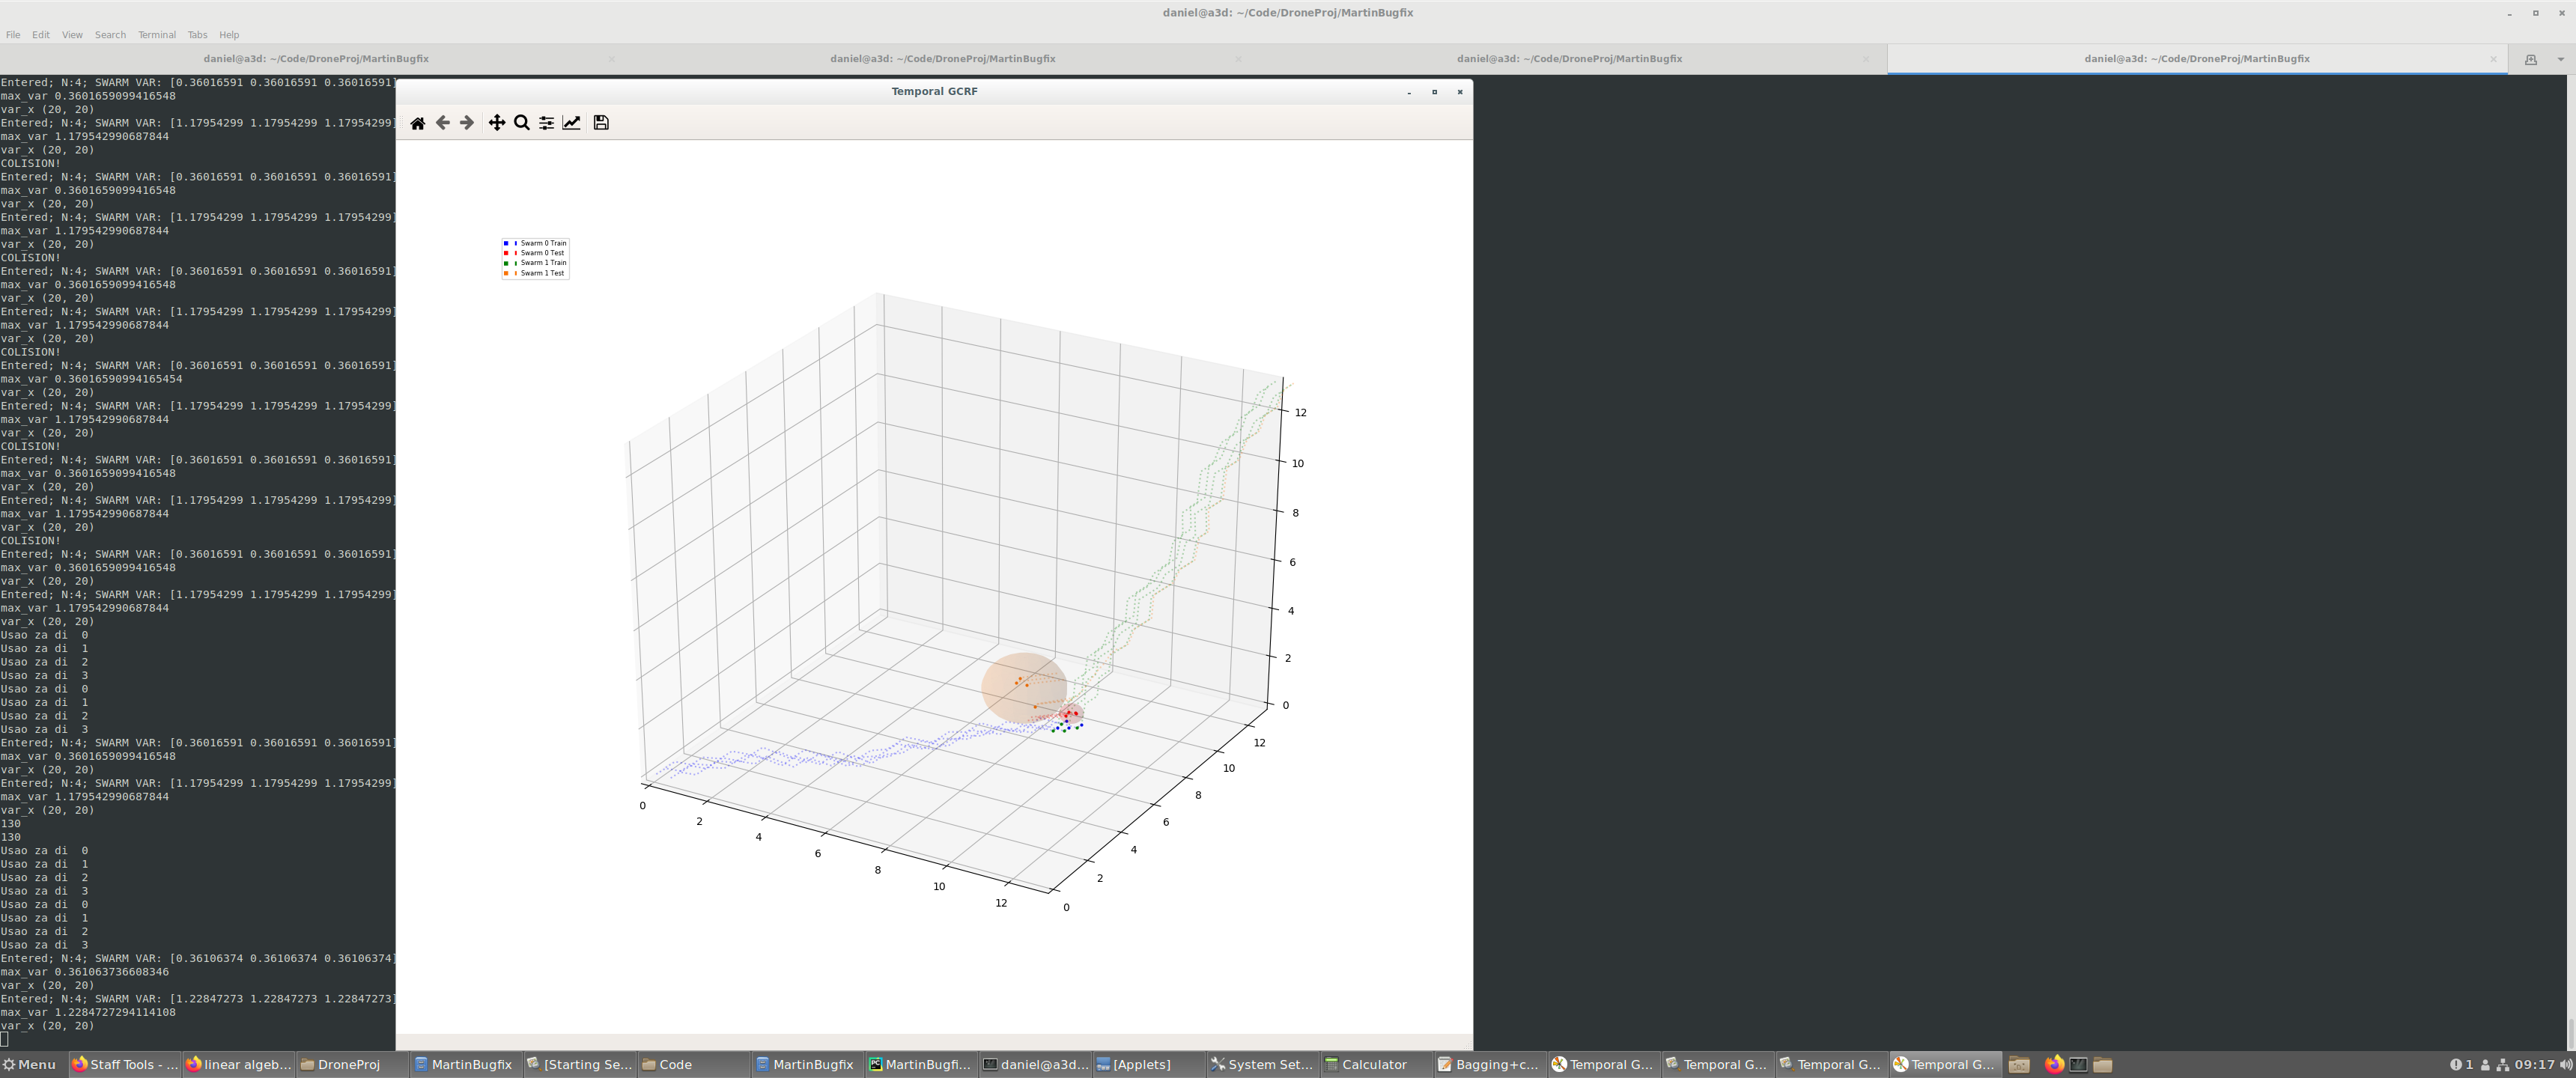 daniel@a3d: ~/Code/DroneProj/MartinBugfix
File Edit View Search Terminal Tabs Help
daniel@a3d: ~/Code/DroneProj/MartinBugfix
daniel@a3d: ~/Code/DroneProj/MartinBugfix
daniel@a3d: ~/Code/DroneProj/MartinBugfix
daniel@a3d: ~/Code/DroneProj/MartinBugfix
Entered; N:4; SWARM VAR: [0.36016591 0.36016591 0.36016591]
max_var 0.3601659099416548
var_x (20, 20)
Entered; N:4; SWARM VAR: [1.17954299 1.17954299 1.17954299]
max_var 1.179542990687844
var_x (20, 20)
COLISION!
Entered; N:4; SWARM VAR: [0.36016591 0.36016591 0.36016591]
max_var 0.3601659099416548
var_x (20, 20)
Entered; N:4; SWARM VAR: [1.17954299 1.17954299 1.17954299]
max_var 1.179542990687844
var_x (20, 20)
COLISION!
Entered; N:4; SWARM VAR: [0.36016591 0.36016591 0.36016591]
max_var 0.3601659099416548
var_x (20, 20)
Entered; N:4; SWARM VAR: [1.17954299 1.17954299 1.17954299]
max_var 1.179542990687844
var_x (20, 20)
COLISION!
Entered; N:4; SWARM VAR: [0.36016591 0.36016591 0.36016591]
max_var 0.36016590994165454
var_x (20, 20)
Entered; N:4; SWARM VAR: [1.17954299 1.17954299 1.17954299]
max_var 1.179542990687844
var_x (20, 20)
COLISION!
Entered; N:4; SWARM VAR: [0.36016591 0.36016591 0.36016591]
max_var 0.3601659099416548
var_x (20, 20)
Entered; N:4; SWARM VAR: [1.17954299 1.17954299 1.17954299]
max_var 1.179542990687844
var_x (20, 20)
COLISION!
Entered; N:4; SWARM VAR: [0.36016591 0.36016591 0.36016591]
max_var 0.3601659099416548
var_x (20, 20)
Entered; N:4; SWARM VAR: [1.17954299 1.17954299 1.17954299]
max_var 1.179542990687844
var_x (20, 20)
Usao za di  0
Usao za di  1
Usao za di  2
Usao za di  3
Usao za di  0
Usao za di  1
Usao za di  2
Usao za di  3
Entered; N:4; SWARM VAR: [0.36016591 0.36016591 0.36016591]
max_var 0.3601659099416548
var_x (20, 20)
Entered; N:4; SWARM VAR: [1.17954299 1.17954299 1.17954299]
max_var 1.179542990687844
var_x (20, 20)
130
130
Usao za di  0
Usao za di  1
Usao za di  2
Usao za di  3
Usao za di  0
Usao za di  1
Usao za di  2
Usao za di  3
Entered; N:4; SWARM VAR: [0.36106374 0.36106374 0.36106374]
max_var 0.361063736608346
var_x (20, 20)
Entered; N:4; SWARM VAR: [1.22847273 1.22847273 1.22847273]
max_var 1.2284727294114108
var_x (20, 20)
Temporal GCRF
Swarm 0 Train
Swarm 0 Test
Swarm 1 Train
Swarm 1 Test
12
10
8
6
4
2
0
12
10
8
6
4
2
0
0
2
4
6
8
10
12
Menu
Staff Tools - ...
linear algeb...
DroneProj
MartinBugfix
[Starting Se...
Code
MartinBugfix
MartinBugfi...
daniel@a3d...
[Applets]
System Set...
Calculator
Bagging+c...
Temporal G...
Temporal G...
Temporal G...
Temporal G...
1
09:17